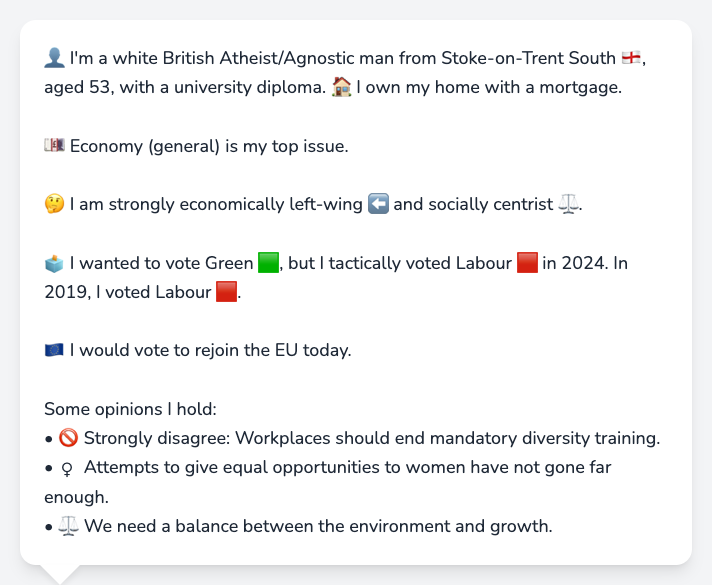 👤 I'm a white British Atheist/Agnostic man from Stoke-on-Trent South 🏴󠁧󠁢󠁥󠁮󠁧󠁿,
aged 53, with a university diploma. 🏠 I own my home with a mortgage.
💷 Economy (general) is my top issue.
🤔 I am strongly economically left-wing ⬅️ and socially centrist ⚖️.
🗳️ I wanted to vote Green 🟩, but I tactically voted Labour 🟥 in 2024. In
2019, I voted Labour 🟥.
🇪🇺 I would vote to rejoin the EU today.
Some opinions I hold:
• 🚫 Strongly disagree: Workplaces should end mandatory diversity training.
• ♀ Attempts to give equal opportunities to women have not gone far
enough.
• ⚖️ We need a balance between the environment and growth.